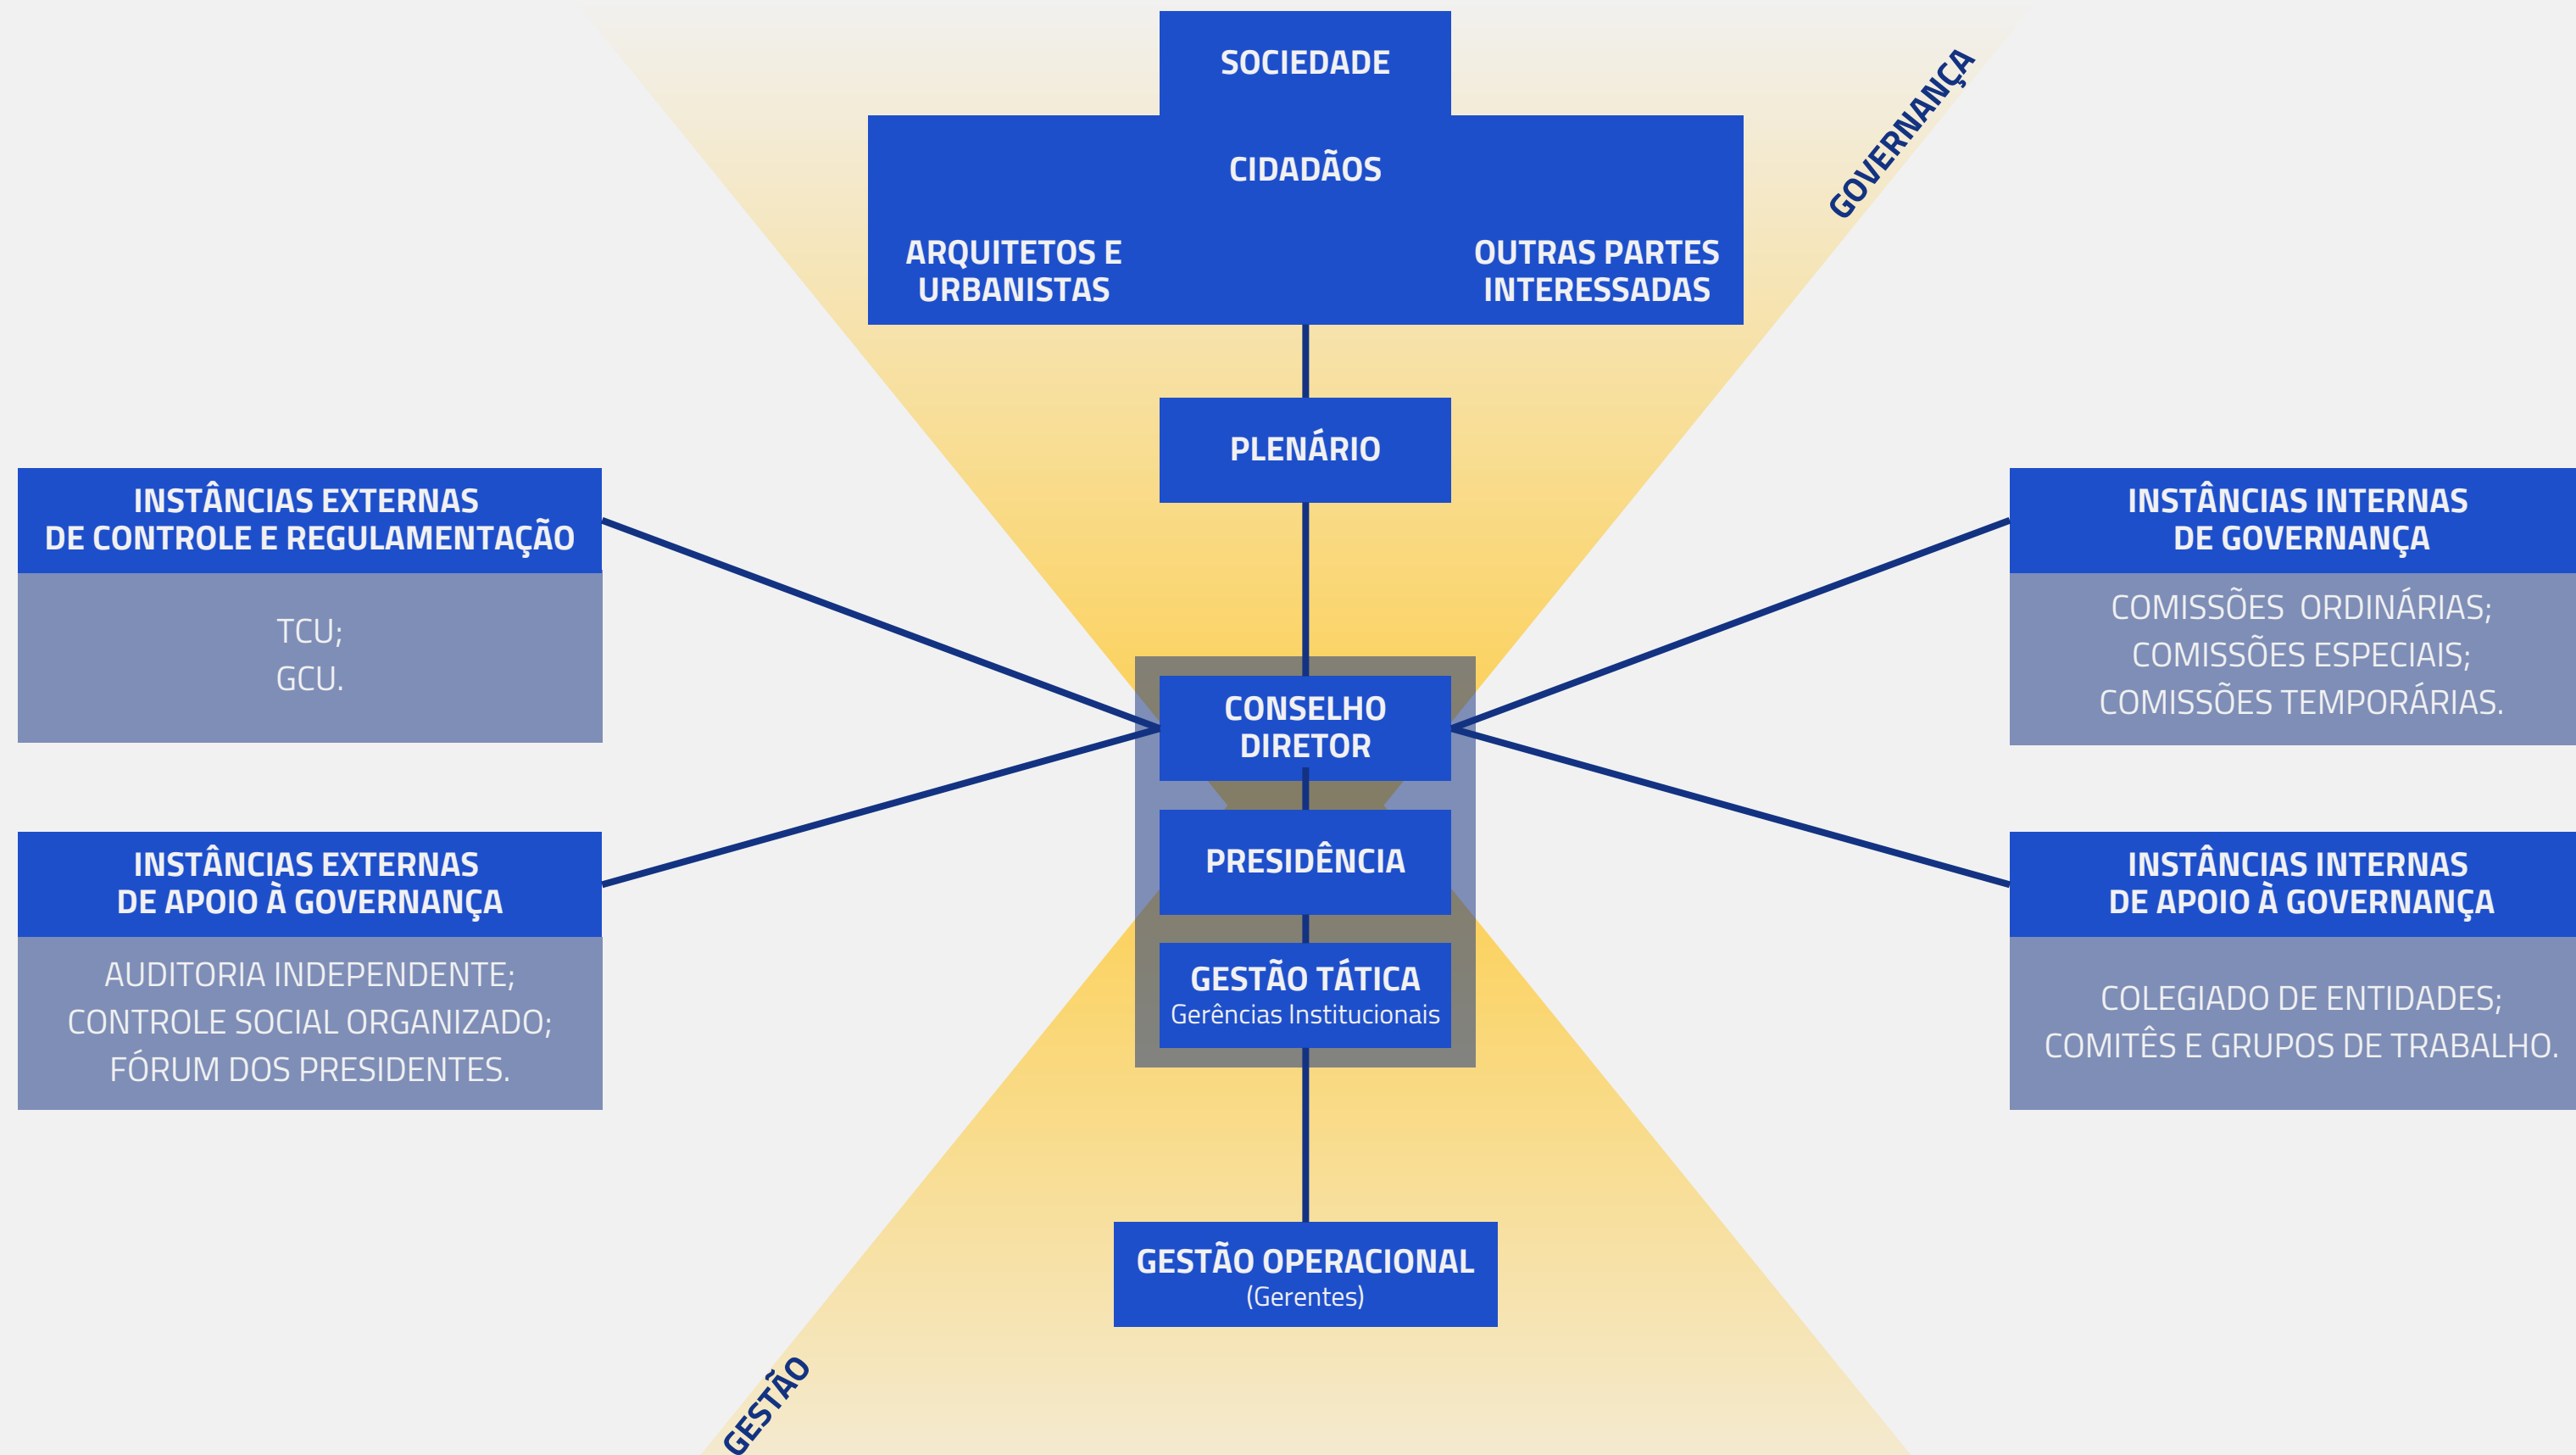 SOCIEDADE
GOVERNANÇA
CIDADÃOS
ARQUITETOS E
URBANISTAS
OUTRAS PARTES
INTERESSADAS
PLENÁRIO
INSTÂNCIAS EXTERNAS
DE CONTROLE E REGULAMENTAÇÃO
TCU;
GCU.
INSTÂNCIAS INTERNAS
DE GOVERNANÇA
COMISSÕES ORDINÁRIAS;
COMISSÕES ESPECIAIS;
COMISSÕES TEMPORÁRIAS.
CONSELHO
DIRETOR
PRESIDÊNCIA
GESTÃO TÁTICA
Gerências Institucionais
INSTÂNCIAS EXTERNAS
DE APOIO À GOVERNANÇA
AUDITORIA INDEPENDENTE;
CONTROLE SOCIAL ORGANIZADO;
FÓRUM DOS PRESIDENTES.
INSTÂNCIAS INTERNAS
DE APOIO À GOVERNANÇA
COLEGIADO DE ENTIDADES;
COMITÊS E GRUPOS DE TRABALHO.
GESTÃO OPERACIONAL
(Gerentes)
GESTÃO